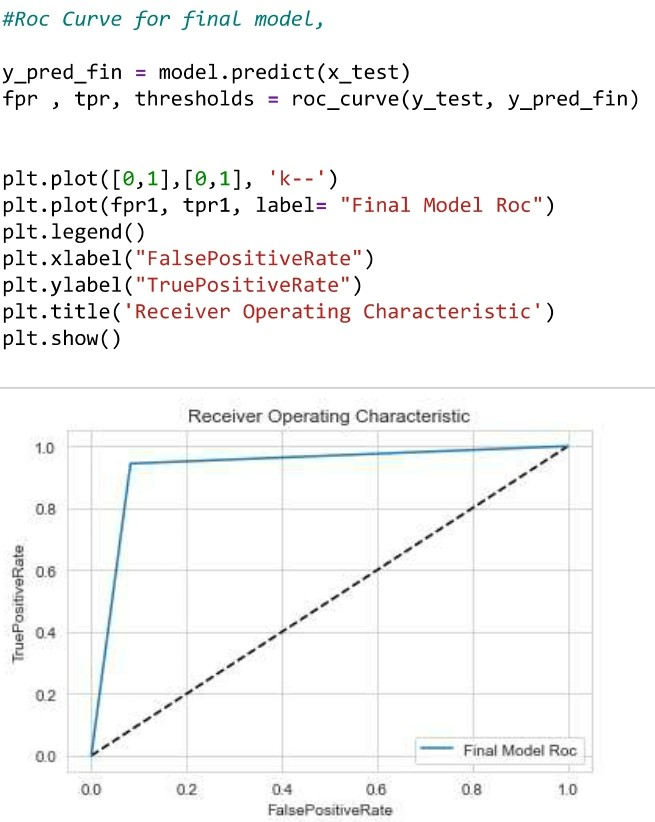 #Roc Curve for final model,
y_pred_fin = model.predict(x_test)
fpr , tpr, thresholds = roc_curve(y_test, y_pred_fin)
plt.plot([0,1],[0,1], 'k--')
plt.plot(fpr1, tpr1, label= "Final Model Roc")
plt.legend()
plt.xlabel("FalsePositiveRate")
plt.ylabel("TruePositiveRate")
plt.title('Receiver Operating Characteristic')
plt.show()
Receiver Operating Characteristic
1.0
0.8
0.6
0.4
0.2
0.0
TruePositiveRate
Final Model Roc
0.0 0.2 0.4 0.6 0.8 1.0
FalsePositiveRate